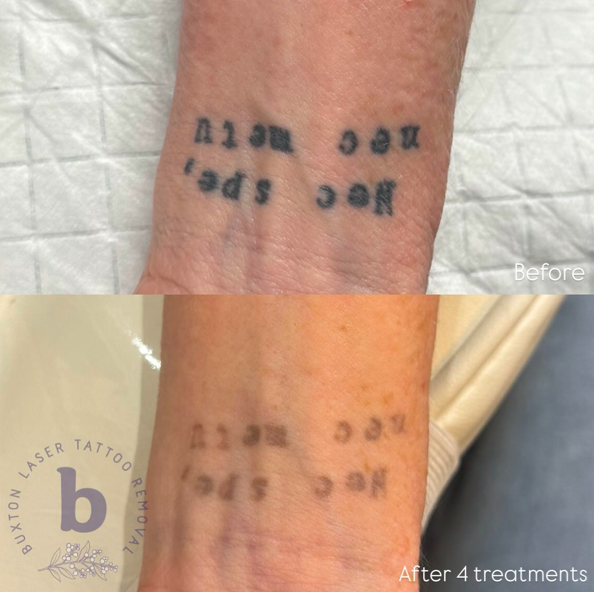 Nec spe,
nec metu
Before
Nec spe,
nec metu
BUXTON LASER TATTOO REMOVAL
b
After 4 treatments